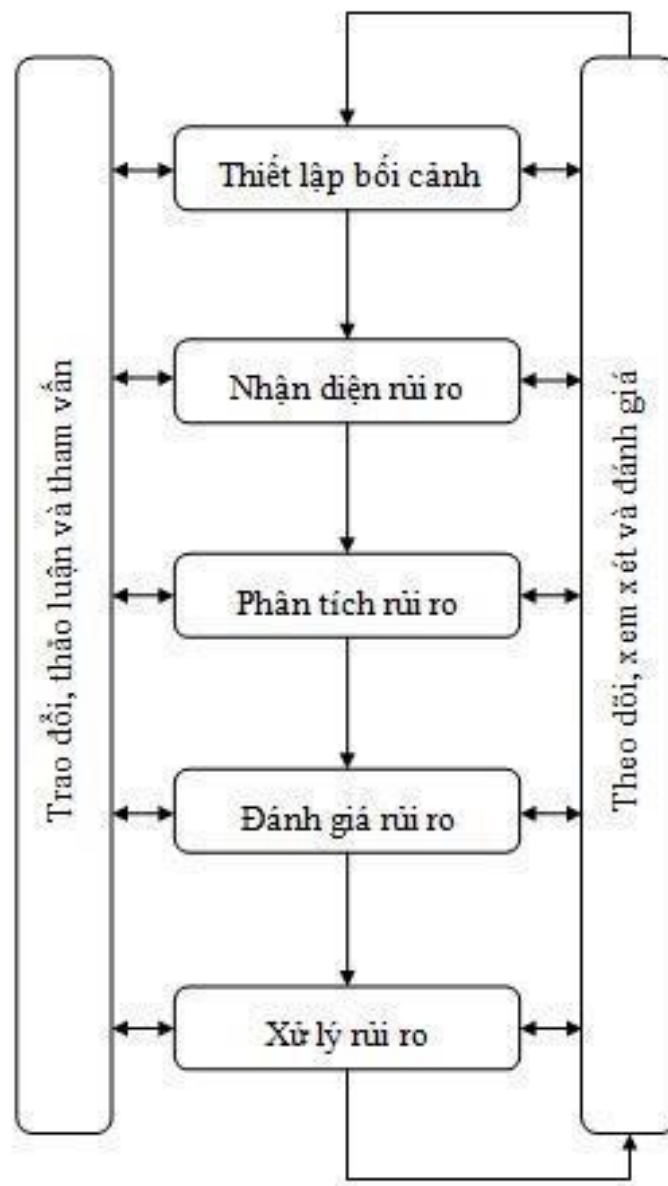 Thiết lập bối cảnh
Nhận diện rủi ro
Phân tích rủi ro
Đánh giá rủi ro
Xử lý rủi ro
Trao đổi, thảo luận và tham vấn
Theo dõi, xem xét và đánh giá